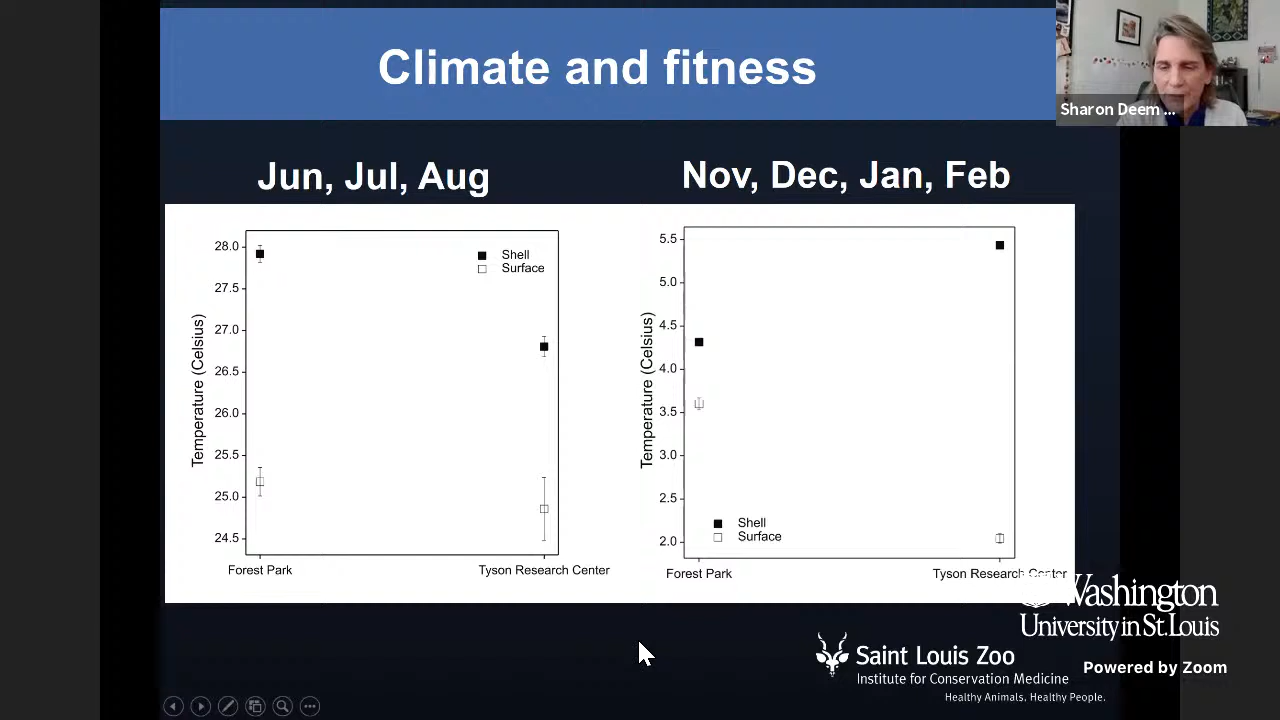 Climate and fitness
Sharon Deem ...
Jun, Jul, Aug
Nov, Dec, Jan, Feb
28.0
27.5
27.0
26.5
26.0
25.5
25.0
24.5
Temperature (Celsius)
Shell
Surface
Forest Park
Tyson Research Center
5.5
5.0
4.5
4.0
3.5
3.0
2.5
2.0
Temperature (Celsius)
Shell
Surface
Forest Park
Tyson Research Center
Washington
University in St. Louis
Saint Louis Zoo
Institute for Conservation Medicine
Healthy Animals. Healthy People.
Powered by Zoom